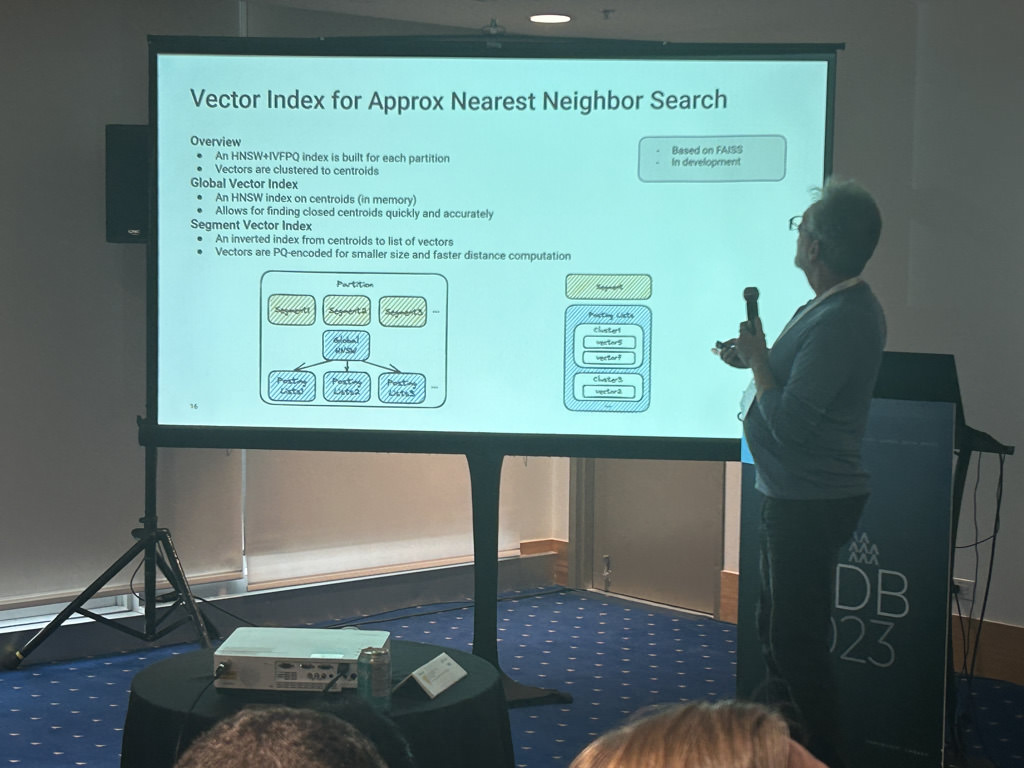 Vector Index for Approx Nearest Neighbor Search
Overview
An HNSW+IVFPQ index is built for each partition
Vectors are clustered to centroids
Global Vector Index
An HNSW index on centroids (in memory)
Allows for finding closed centroids quickly and accurately
Segment Vector Index
An inverted index from centroids to list of vectors
Vectors are PQ-encoded for smaller size and faster distance computation
- Based on FAISS
- In development
Partition
Segment1 Segment2 Segment3 ...
Global
HNSW
Posting Posting Posting
Lists1 Lists2 Lists3 ...
Segment
Posting Lists
Cluster1
vector5
vector7
Cluster3
vector2
...
16
DB
023